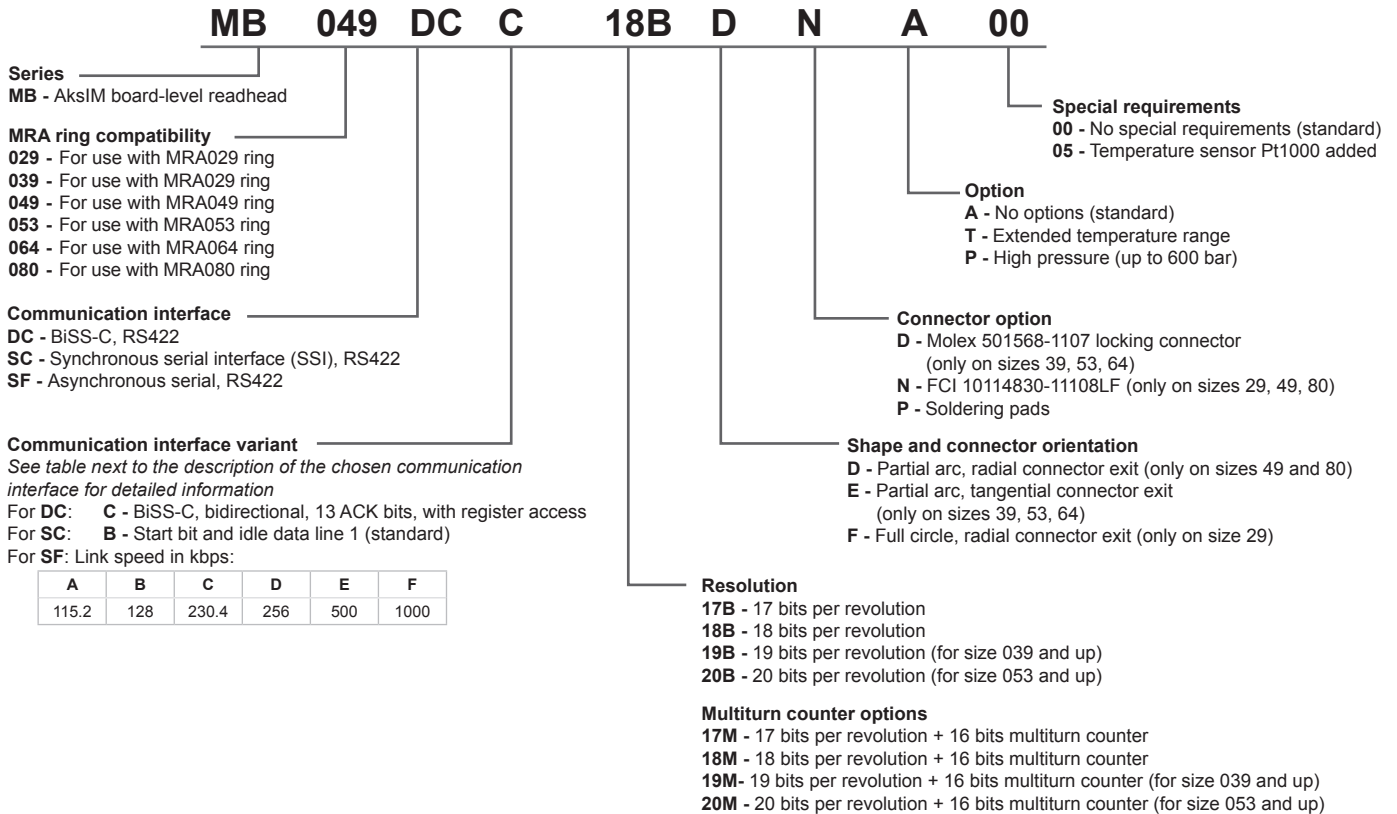 MB 049 DC C 18B D N A 00
Series
MB - AksIM board-level readhead
MRA ring compatibility
029 - For use with MRA029 ring
039 - For use with MRA029 ring
049 - For use with MRA049 ring
053 - For use with MRA053 ring
064 - For use with MRA064 ring
080 - For use with MRA080 ring
Communication interface
DC - BiSS-C, RS422
SC - Synchronous serial interface (SSI), RS422
SF - Asynchronous serial, RS422
Communication interface variant
See table next to the description of the chosen communication
interface for detailed information
For DC: C - BiSS-C, bidirectional, 13 ACK bits, with register access
For SC: B - Start bit and idle data line 1 (standard)
For SF: Link speed in kbps:
A B C D E F
115.2 128 230.4 256 500 1000
Special requirements
00 - No special requirements (standard)
05 - Temperature sensor Pt1000 added
Option
A - No options (standard)
T - Extended temperature range
P - High pressure (up to 600 bar)
Connector option
D - Molex 501568-1107 locking connector
(only on sizes 39, 53, 64)
N - FCI 10114830-11108LF (only on sizes 29, 49, 80)
P - Soldering pads
Shape and connector orientation
D - Partial arc, radial connector exit (only on sizes 49 and 80)
E - Partial arc, tangential connector exit
(only on sizes 39, 53, 64)
F - Full circle, radial connector exit (only on size 29)
Resolution
17B - 17 bits per revolution
18B - 18 bits per revolution
19B - 19 bits per revolution (for size 039 and up)
20B - 20 bits per revolution (for size 053 and up)
Multiturn counter options
17M - 17 bits per revolution + 16 bits multiturn counter
18M - 18 bits per revolution + 16 bits multiturn counter
19M- 19 bits per revolution + 16 bits multiturn counter (for size 039 and up)
20M - 20 bits per revolution + 16 bits multiturn counter (for size 053 and up)